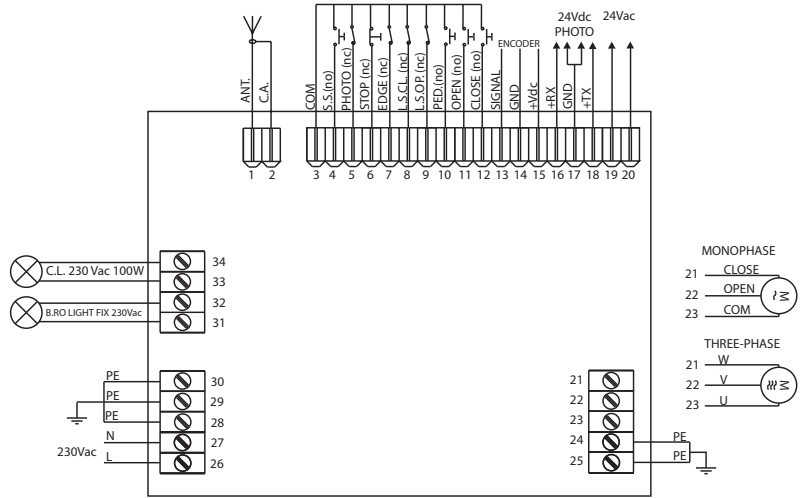 24Vdc
PHOTO
24Vac
ENCODER
ANT.
C.A.
COM
S.S.(no)
PHOTO (nc)
STOP (nc)
EDGE (nc)
L.S.CL. (nc)
L.S.OP. (nc)
PED.(no)
OPEN (no)
CLOSE (no)
SIGNAL
GND
+Vdc
+RX
GND
+TX
1 2 3 4 5 6 7 8 9 10 11 12 13 14 15 16 17 18 19 20
C.L. 230 Vac 100W
34
33
B.RO LIGHT FIX 230Vac
32
31
PE 30
PE 29
PE 28
230Vac
N 27
L 26
21
22
23
24 PE
25 PE
MONOPHASE
21 CLOSE
22 OPEN
23 COM
M
~
THREE-PHASE
21 W
22 V
23 U
M